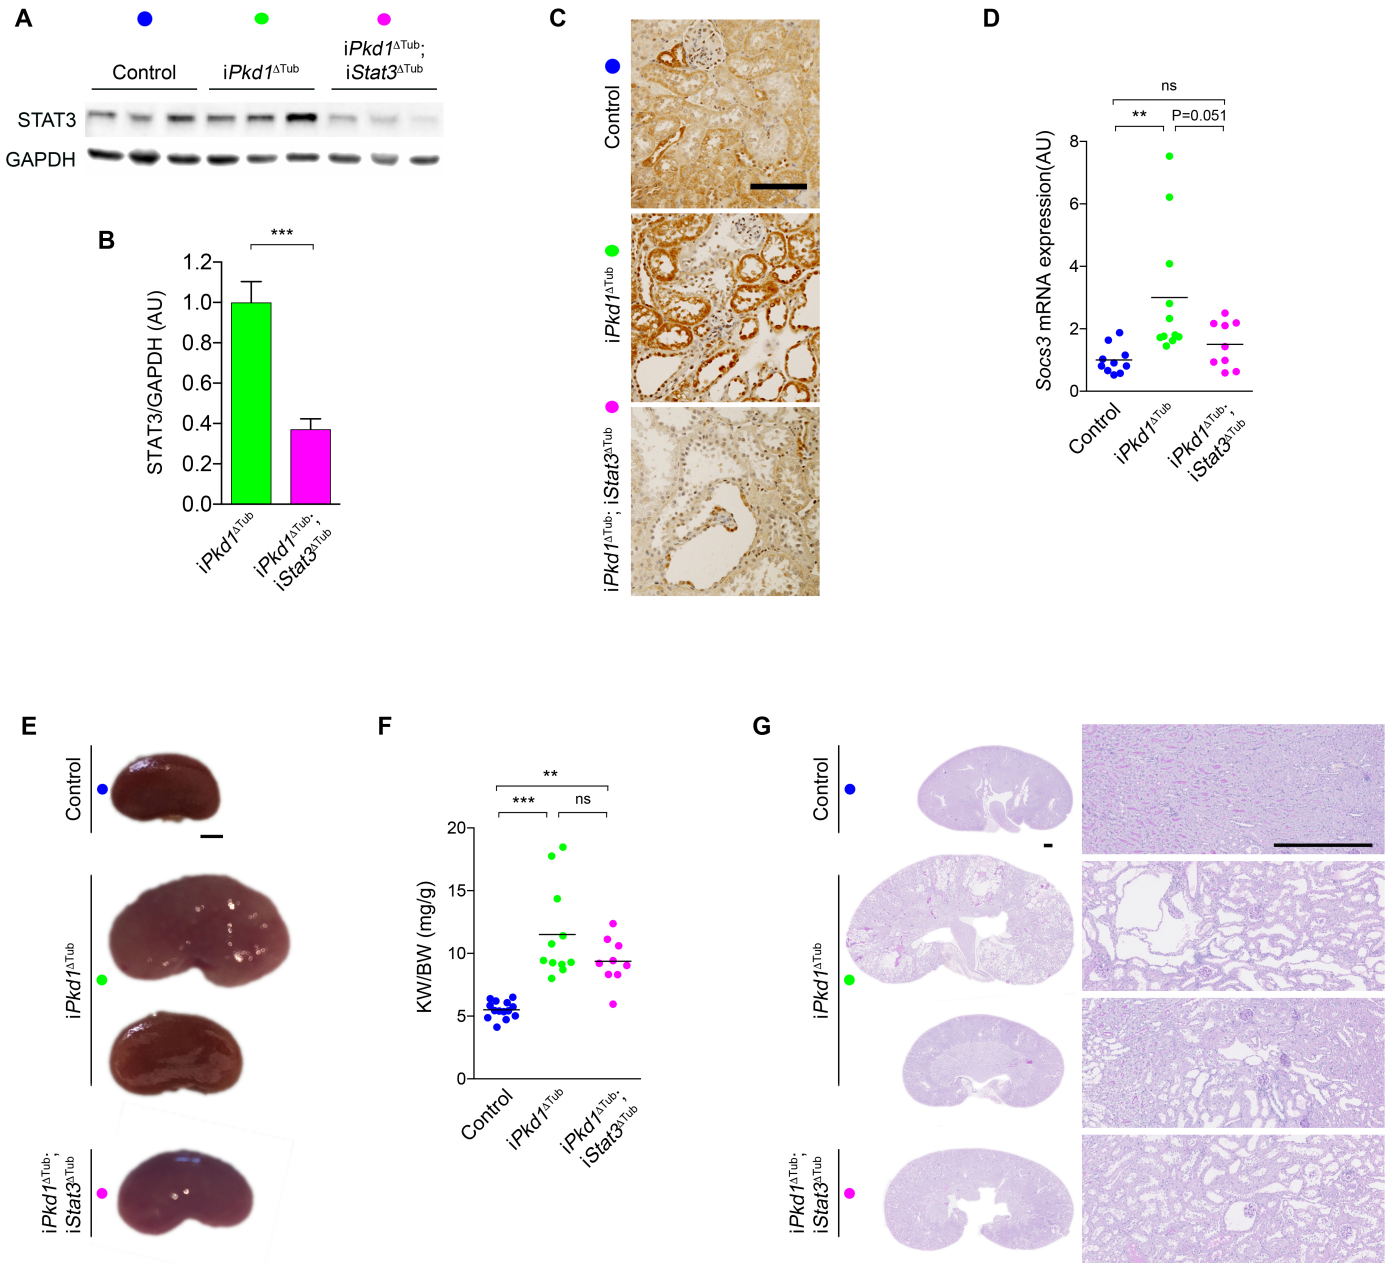 A
Control
iPkd1ΔTub
iPkd1ΔTub;
iStat3ΔTub
STAT3
GAPDH
B
***
STAT3/GAPDH (AU)
1.2
1.0
0.8
0.6
0.4
0.2
0.0
iPkd1ΔTub
iPkd1ΔTub;
iStat3ΔTub
C
Control
iPkd1ΔTub
iPkd1ΔTub; iStat3ΔTub
D
ns
** P=0.051
Socs3 mRNA expression(AU)
8
6
4
2
0
Control
iPkd1ΔTub
iPkd1ΔTub;
iStat3ΔTub
E
Control
iPkd1ΔTub
iPkd1ΔTub;
iStat3ΔTub
F
**
*** ns
KW/BW (mg/g)
20
15
10
5
0
Control
iPkd1ΔTub
iPkd1ΔTub;
iStat3ΔTub
G
Control
iPkd1ΔTub
iPkd1ΔTub;
iStat3ΔTub